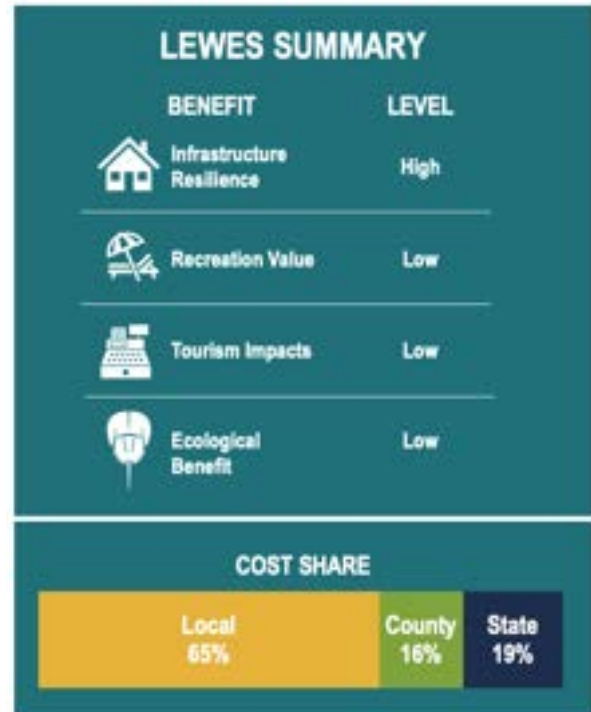 LEWES SUMMARY
BENEFIT LEVEL
Infrastructure
Resilience
High
Recreation Value Low
Tourism Impacts Low
Ecological
Benefit
Low
COST SHARE
Local
65%
County
16%
State
19%